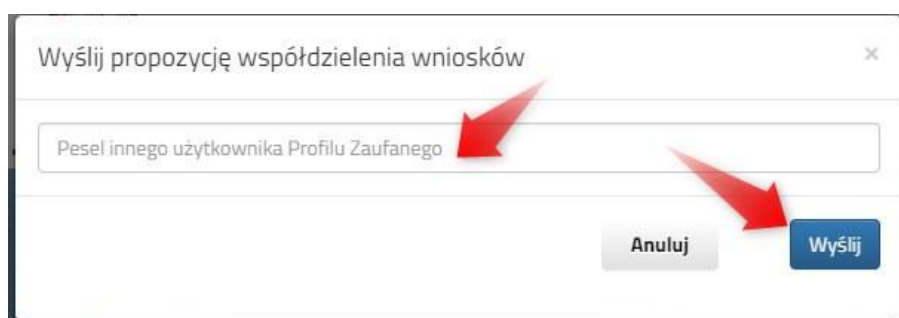 Wyślij propozycję współdzielenia wniosków
×
Pesel innego użytkownika Profilu Zaufanego
Anuluj
Wyślij